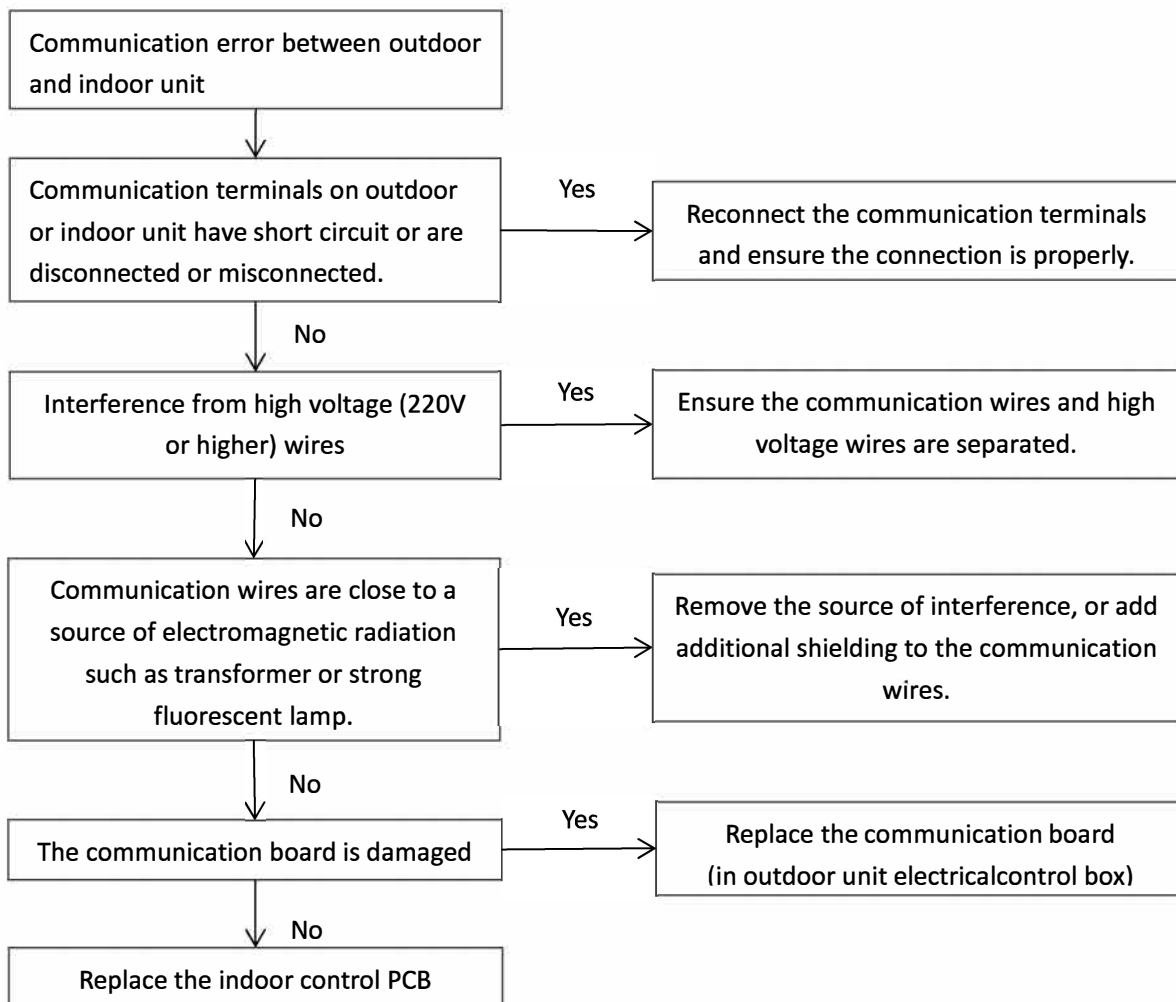 Communication error between outdoor
and indoor unit
Communication terminals on outdoor
or indoor unit have short circuit or are
disconnected or misconnected.
Yes
Reconnect the communication terminals
and ensure the connection is properly.
No
Interference from high voltage (220V
or higher) wires
Yes
Ensure the communication wires and high
voltage wires are separated.
No
Communication wires are close to a
source of electromagnetic radiation
such as transformer or strong
fluorescent lamp.
Yes
Remove the source of interference, or add
additional shielding to the communication
wires.
No
The communication board is damaged
Yes
Replace the communication board
(in outdoor unit electricalcontrol box)
No
Replace the indoor control PCB